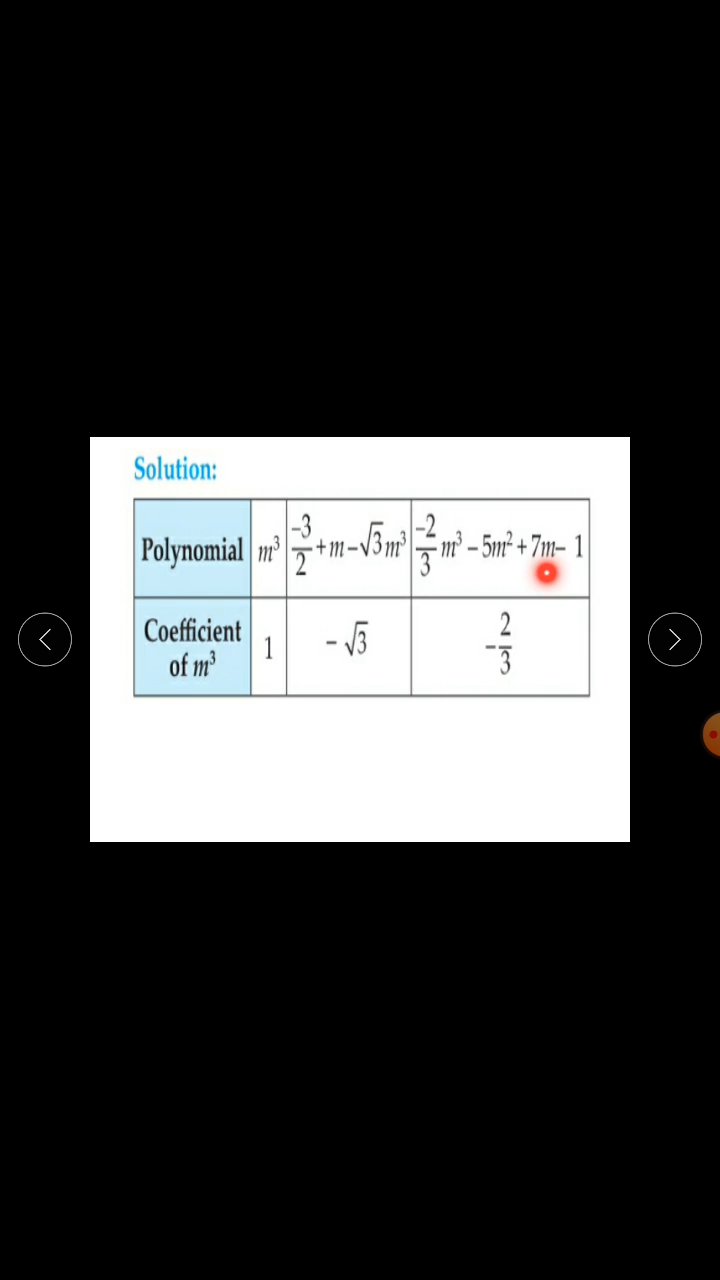 Solution:
Polynomial m³ −3/2 + m − √3 m³ −2/3 m³ − 5m² + 7m − 1
Coefficient
of m³ 1 − √3 − 2/3